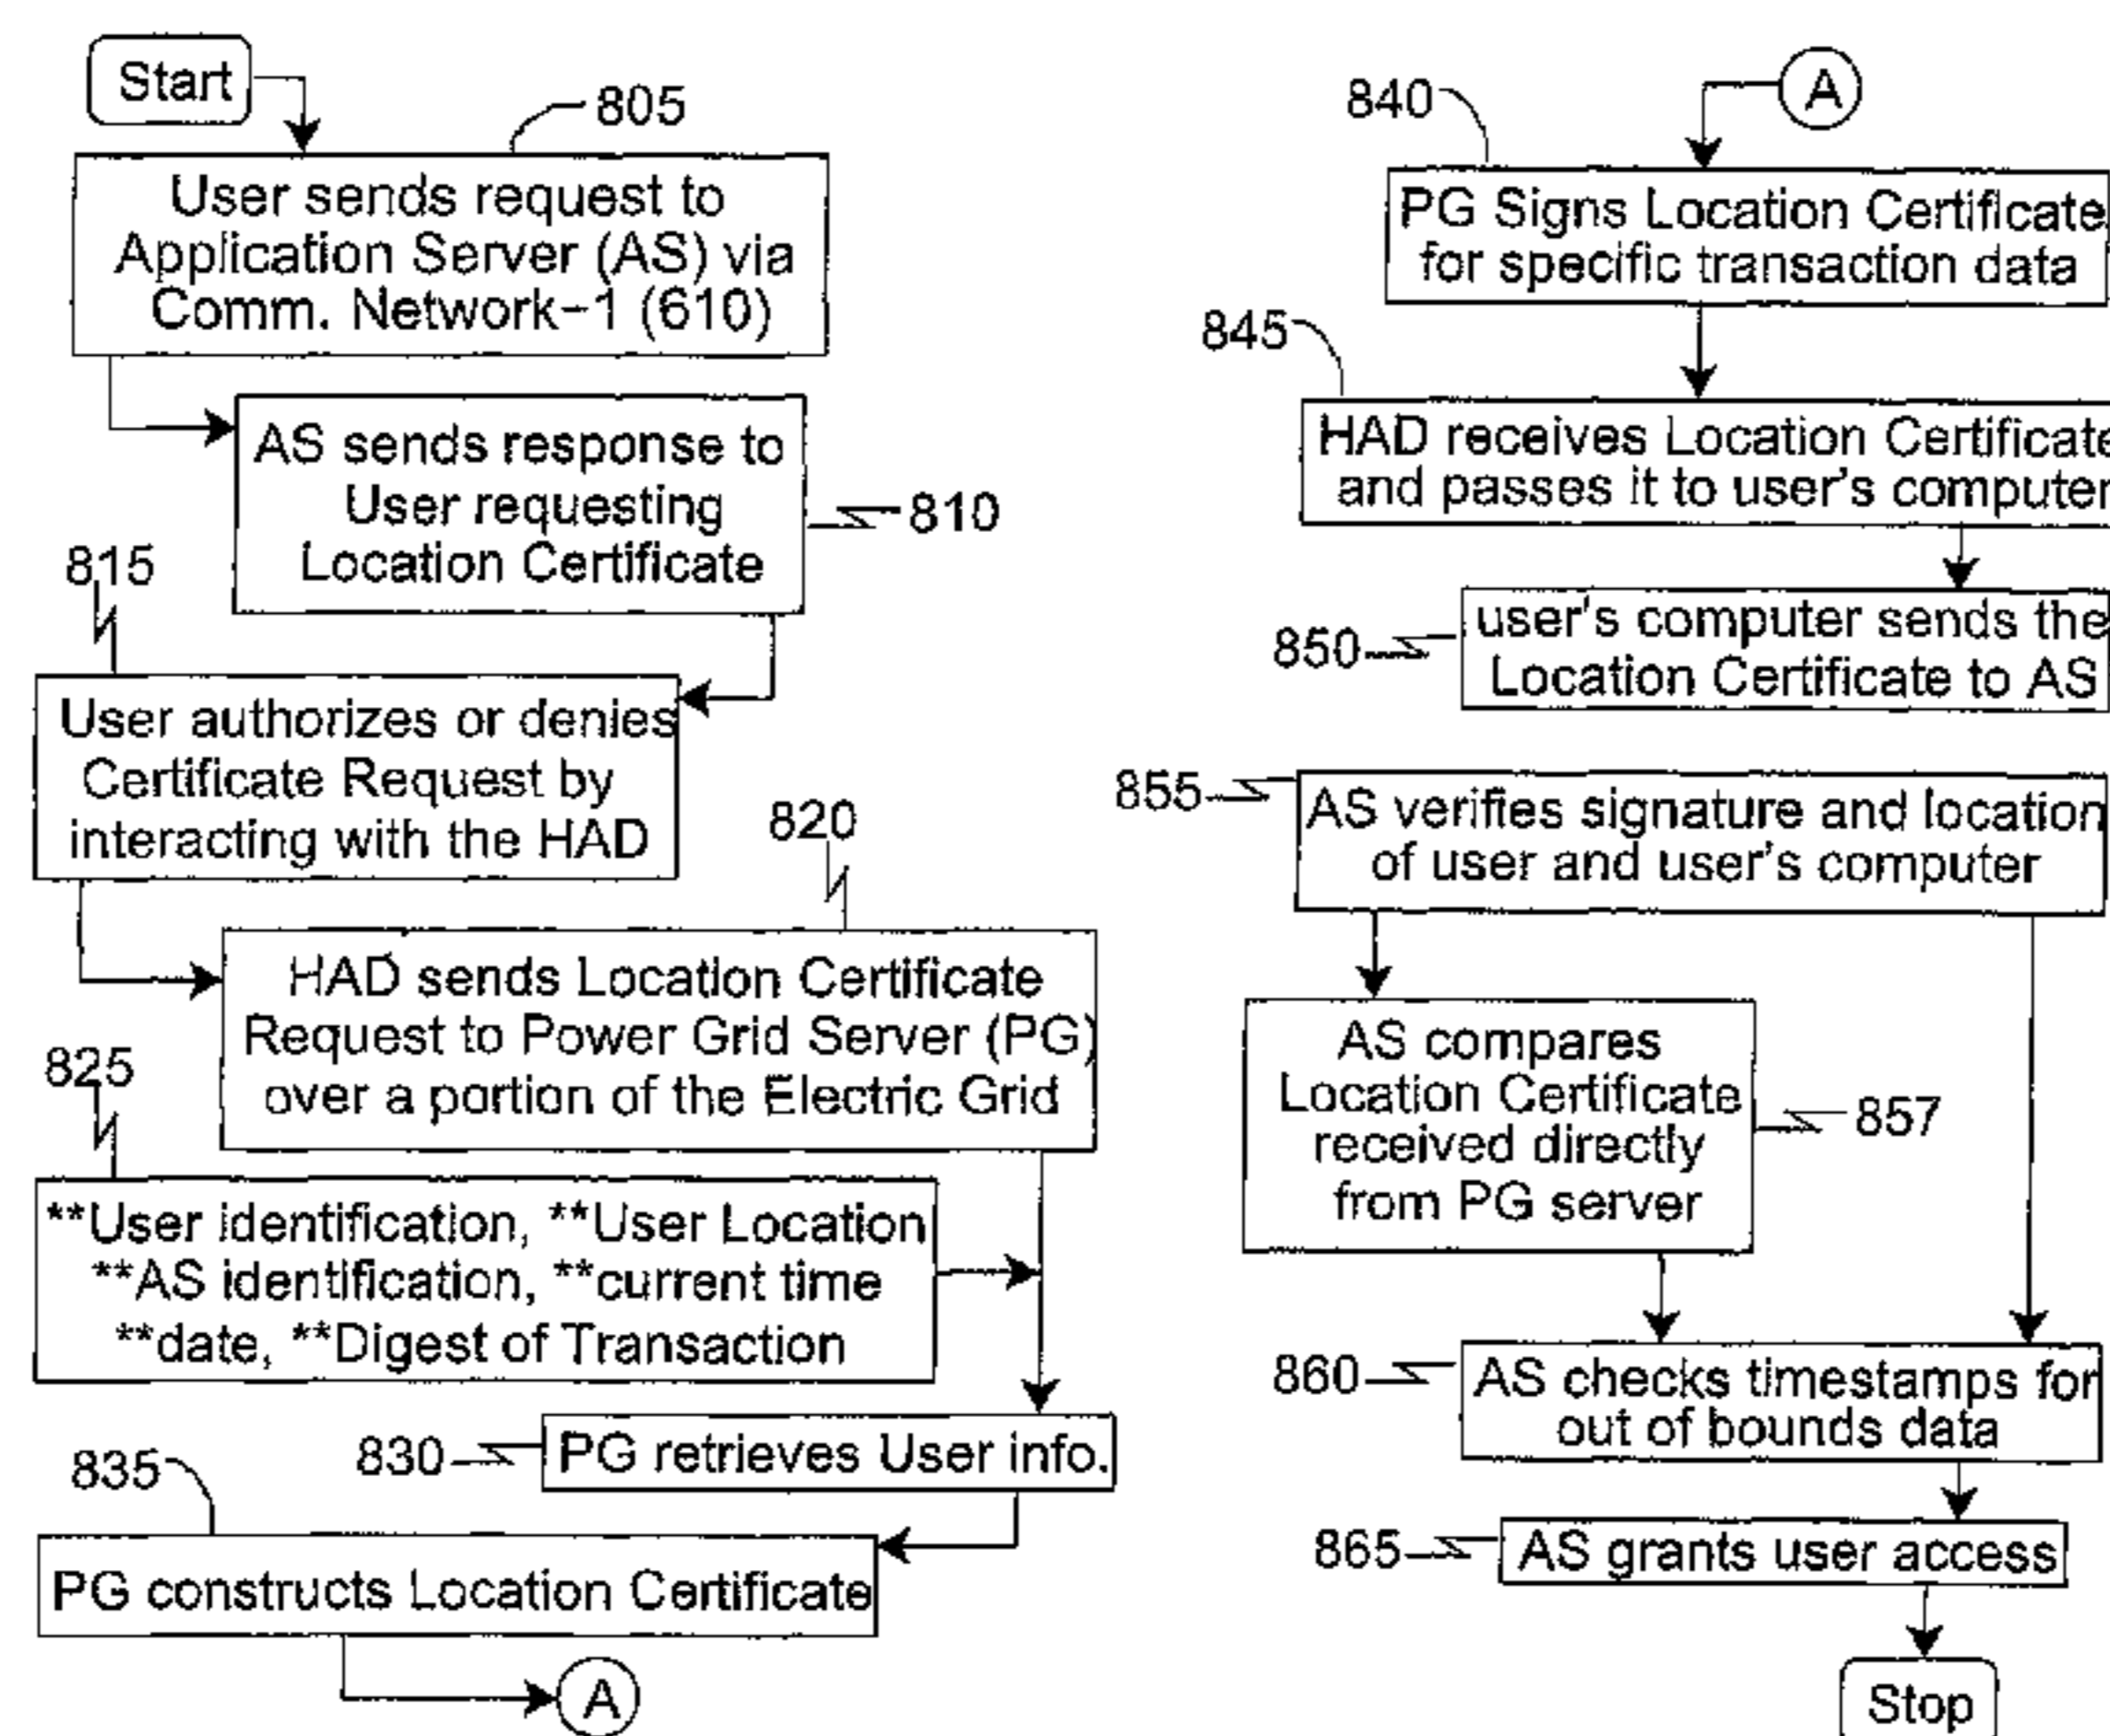 Start
805
User sends request to
Application Server (AS) via
Comm. Network-1 (610)
AS sends response to
User requesting
Location Certificate
810
815
User authorizes or denies
Certificate Request by
interacting with the HAD
820
HAD sends Location Certificate
Request to Power Grid Server (PG)
over a portion of the Electric Grid
825
**User identification, **User Location
**AS identification, **current time
**date, **Digest of Transaction
830
PG retrieves User info.
835
PG constructs Location Certificate
A
A
840
PG Signs Location Certificate
for specific transaction data
845
HAD receives Location Certificate
and passes it to user's computer
850
user's computer sends the
Location Certificate to AS
855
AS verifies signature and location
of user and user's computer
AS compares
Location Certificate
received directly
from PG server
857
860
AS checks timestamps for
out of bounds data
865
AS grants user access
Stop